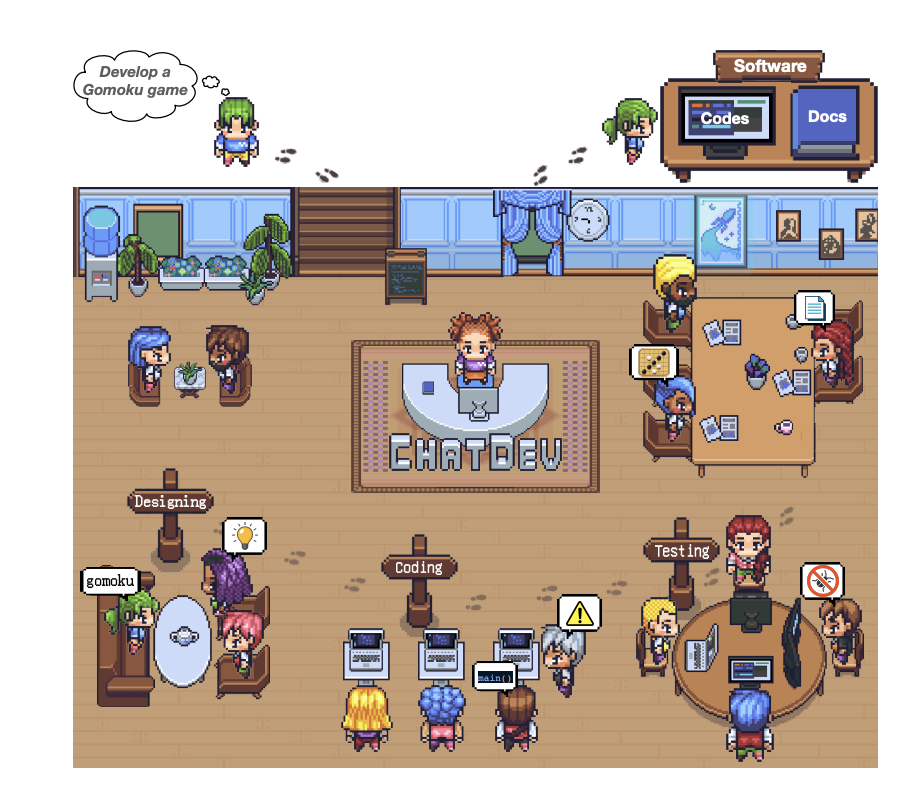 Develop a
Gomoku game
Software
Codes
Docs
CHATDEV
Designing
gomoku
Coding
main()
Testing